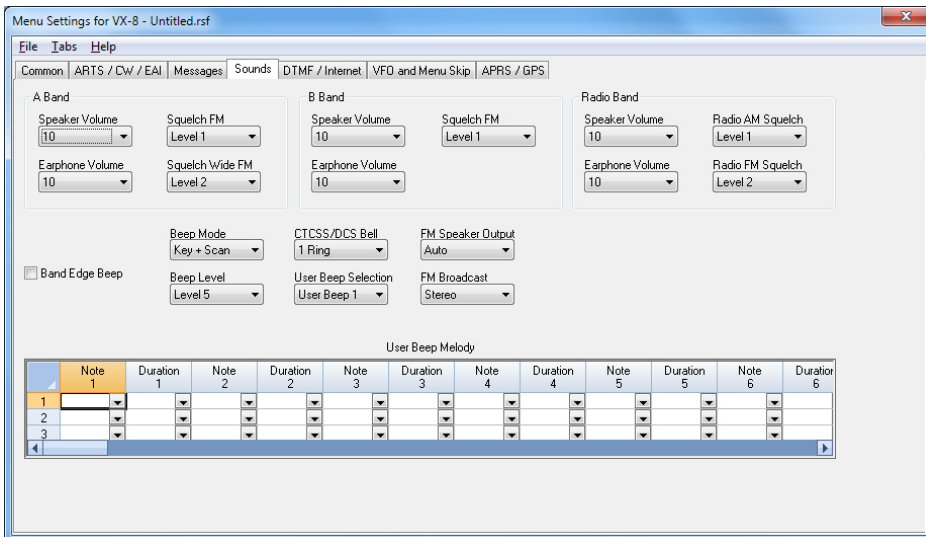 Menu Settings for VX-8 - Untitled.rsf
File Tabs Help
Common ARTS / CW / EAI Messages Sounds DTMF / Internet VFO and Menu Skip APRS / GPS
A Band B Band Radio Band
Speaker Volume Squelch FM Speaker Volume Squelch FM Speaker Volume Radio AM Squelch
10 Level 1 10 Level 1 10 Level 1
Earphone Volume Squelch Wide FM Earphone Volume Earphone Volume Radio FM Squelch
10 Level 2 10 10 Level 2
Beep Mode CTCSS/DCS Bell FM Speaker Output
Key + Scan 1 Ring Auto
Band Edge Beep Beep Level User Beep Selection FM Broadcast
Level 5 User Beep 1 Stereo
User Beep Melody
Note Duration Note Duration Note Duration Note Duration Note Duration Note Duration
1 1 2 2 3 3 4 4 5 5 6 6
1
2
3